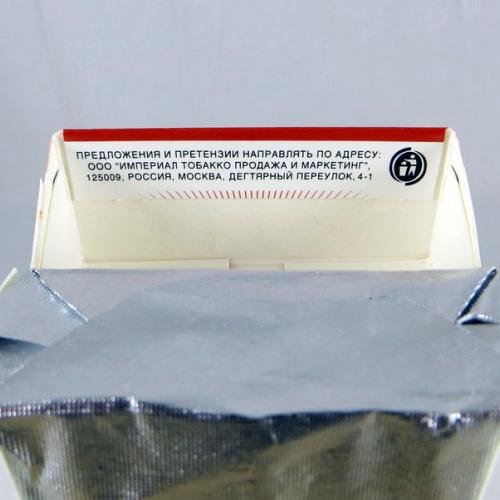 ПРЕДЛОЖЕНИЯ И ПРЕТЕНЗИИ НАПРАВЛЯТЬ ПО АДРЕСУ:
ООО "ИМПЕРИАЛ ТОБАККО ПРОДАЖА И МАРКЕТИНГ",
125009, РОССИЯ, МОСКВА, ДЕГТЯРНЫЙ ПЕРЕУЛОК, 4-1